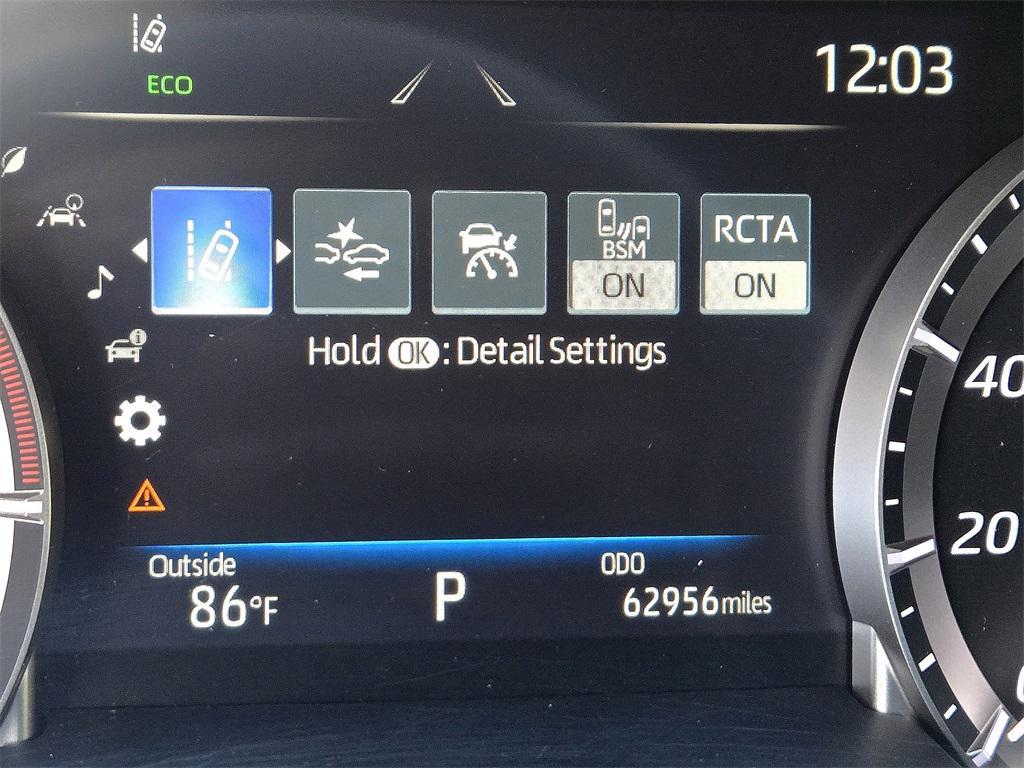 12:03
ECO
BSM
ON
RCTA
ON
Hold OK : Detail Settings
40
20
Outside
86°F
P
ODO
62956 miles